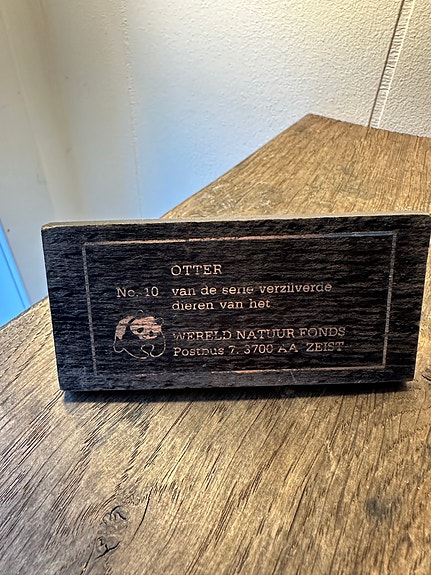 OTTER
No. 10 van de serie verzilverde
dieren van het
WERELD NATUUR FONDS
Postbus 7. 3700 AA ZEIST